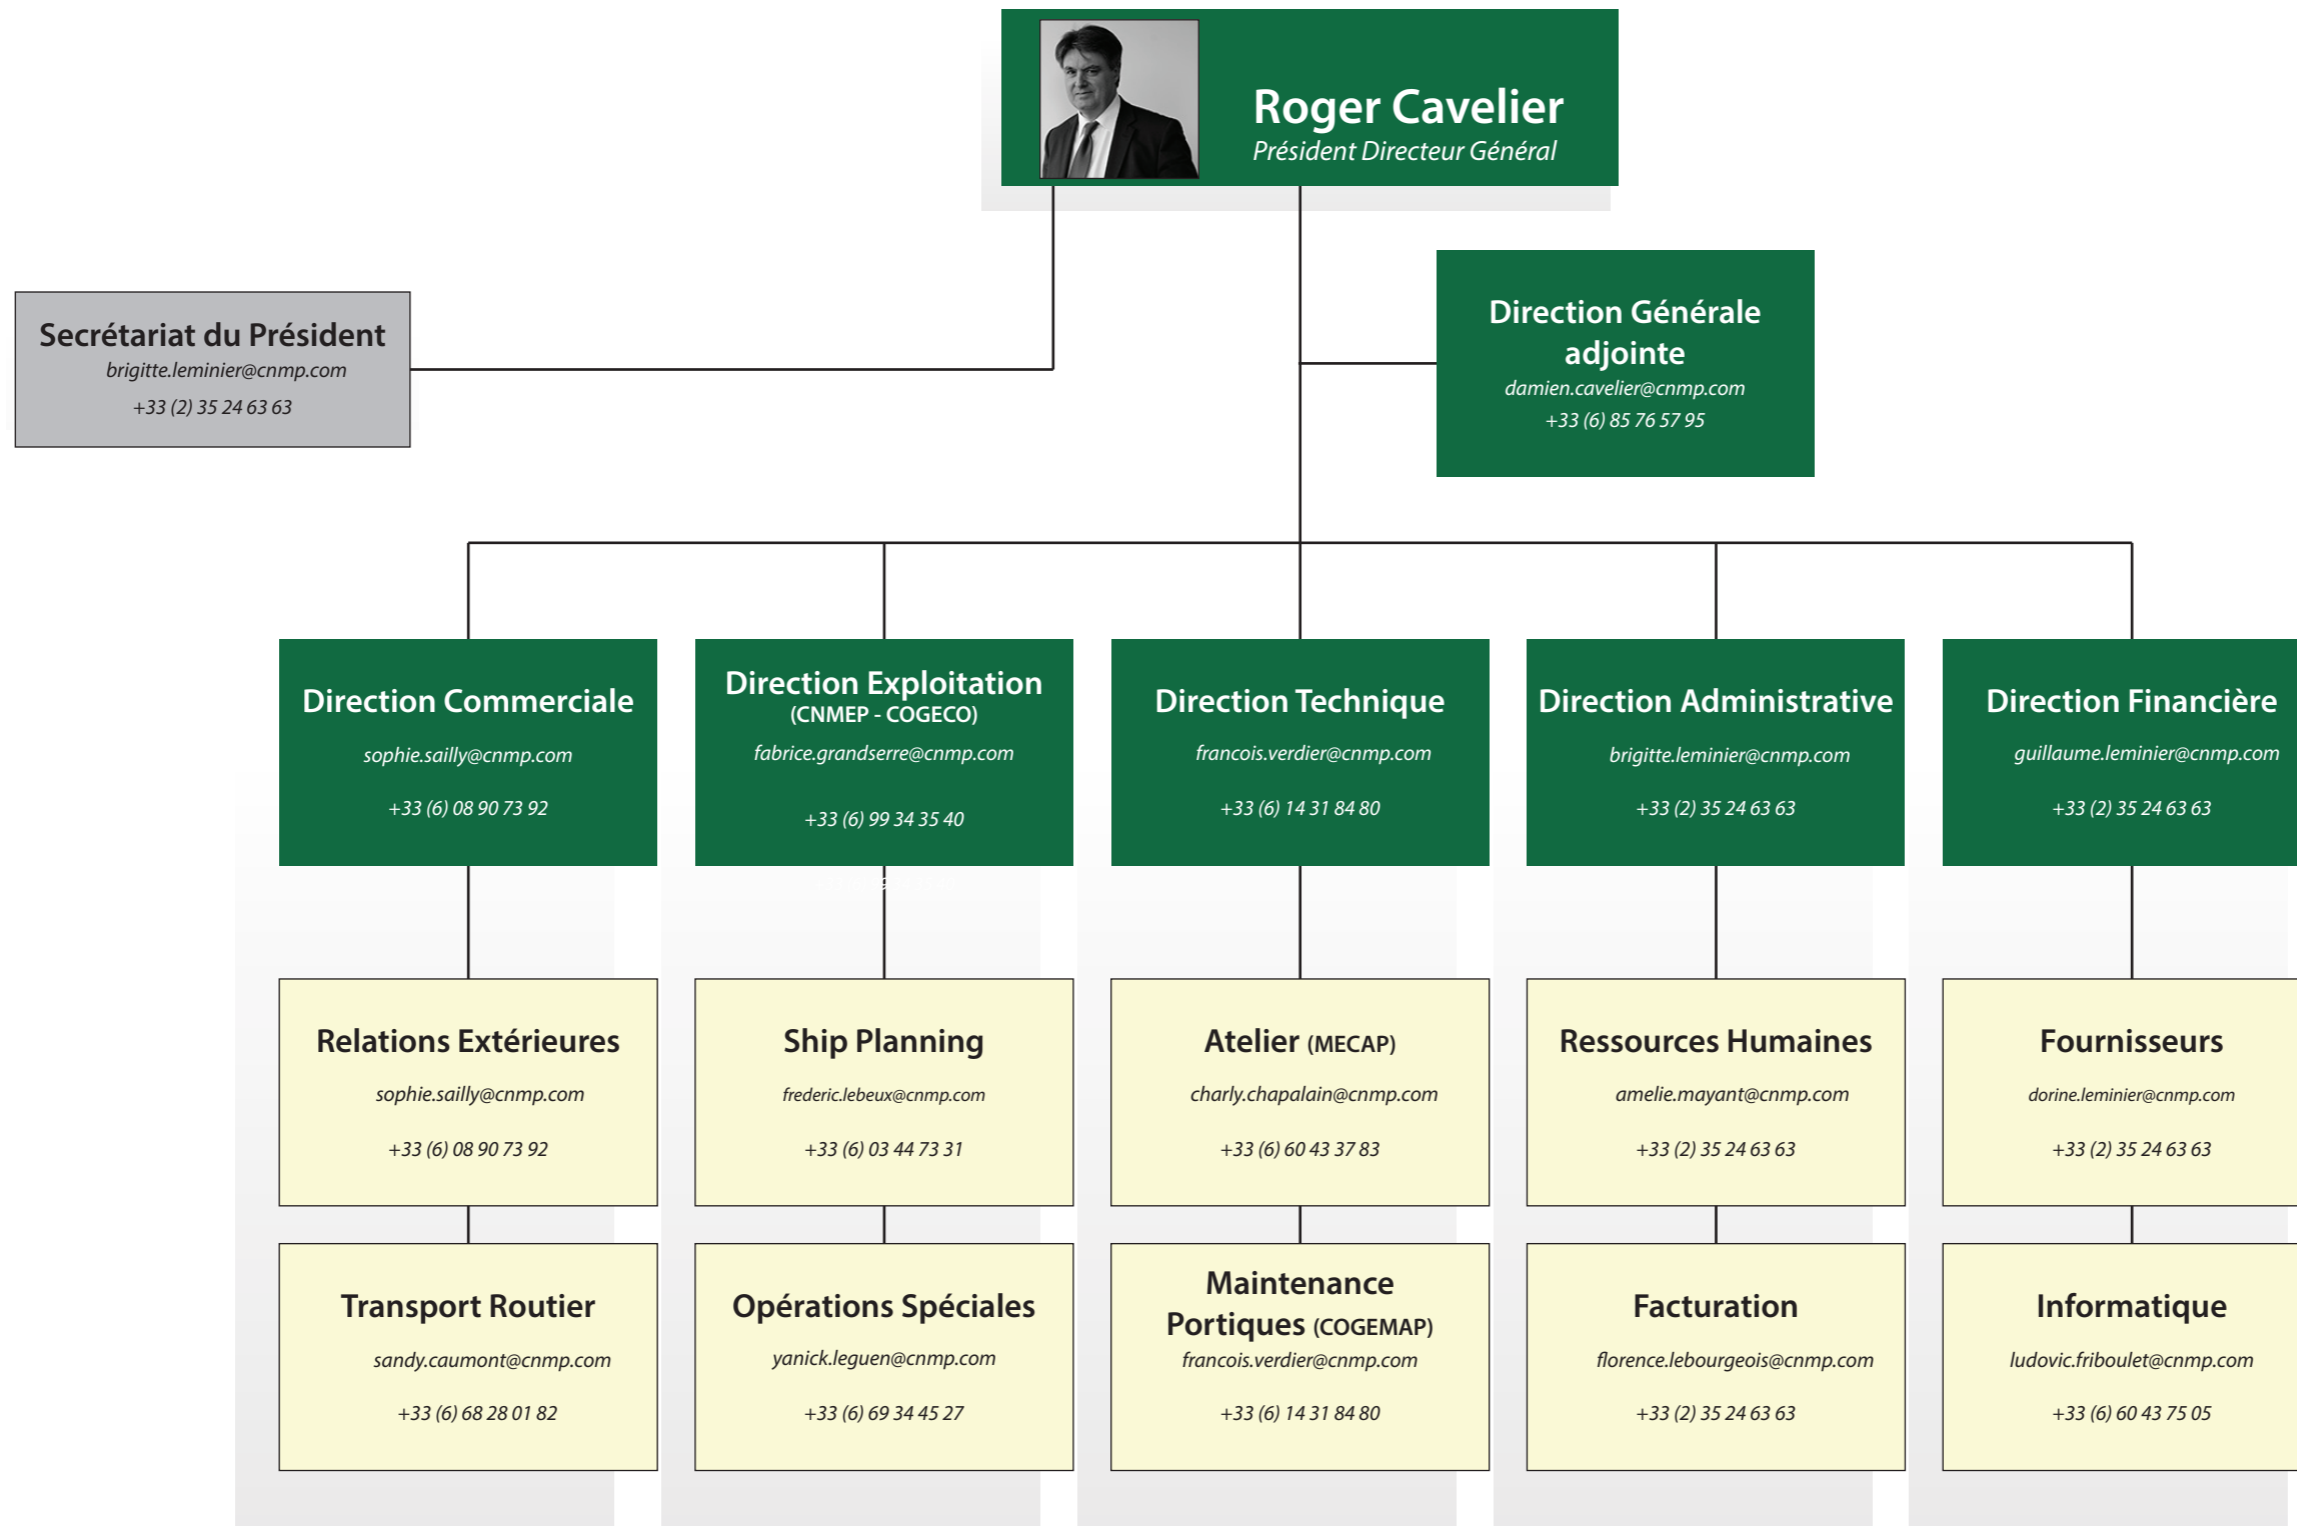 Roger Cavelier
Président Directeur Général
Secrétariat du Président
brigitte.leminier@cnmp.com
+33 (2) 35 24 63 63
Direction Générale
adjointe
damien.cavelier@cnmp.com
+33 (6) 85 76 57 95
Direction Commerciale
sophie.sailly@cnmp.com
+33 (6) 08 90 73 92
Direction Exploitation
(CNMEP - COGECO)
fabrice.grandserre@cnmp.com
+33 (6) 99 34 35 40
Direction Technique
francois.verdier@cnmp.com
+33 (6) 14 31 84 80
Direction Administrative
brigitte.leminier@cnmp.com
+33 (2) 35 24 63 63
Direction Financière
guillaume.leminier@cnmp.com
+33 (2) 35 24 63 63
Relations Extérieures
sophie.sailly@cnmp.com
+33 (6) 08 90 73 92
Ship Planning
frederic.lebeux@cnmp.com
+33 (6) 03 44 73 31
Atelier (MECAP)
charly.chapalain@cnmp.com
+33 (6) 60 43 37 83
Ressources Humaines
amelie.mayant@cnmp.com
+33 (2) 35 24 63 63
Fournisseurs
dorine.leminier@cnmp.com
+33 (2) 35 24 63 63
Transport Routier
sandy.caumont@cnmp.com
+33 (6) 68 28 01 82
Opérations Spéciales
yanick.leguen@cnmp.com
+33 (6) 69 34 45 27
Maintenance
Portiques (COGEMAP)
francois.verdier@cnmp.com
+33 (6) 14 31 84 80
Facturation
florence.lebourgeois@cnmp.com
+33 (2) 35 24 63 63
Informatique
ludovic.friboulet@cnmp.com
+33 (6) 60 43 75 05